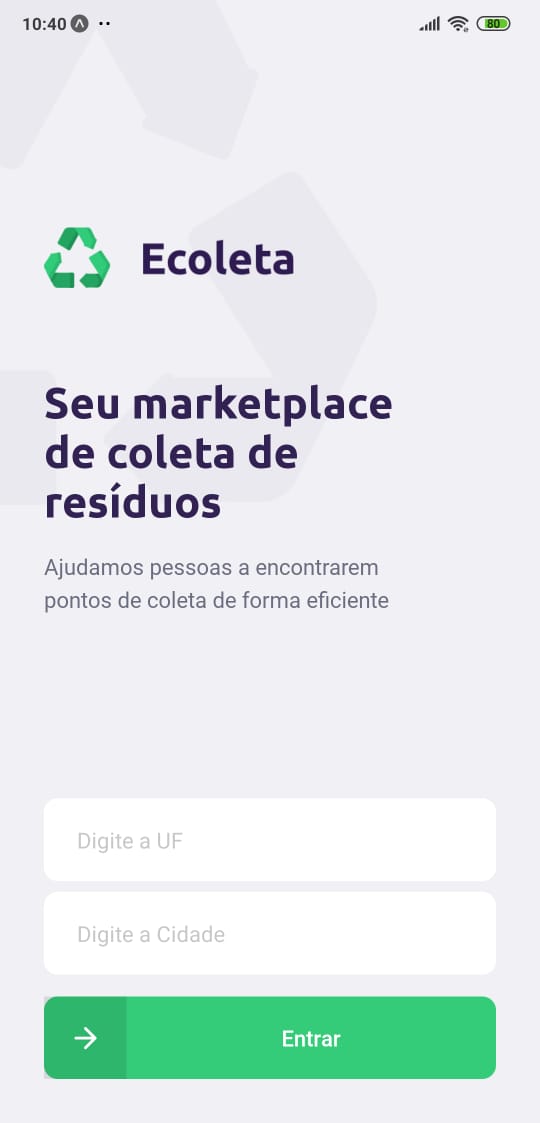 10:40
80
Ecoleta
Seu marketplace
de coleta de
resíduos
Ajudamos pessoas a encontrarem
pontos de coleta de forma eficiente
Digite a UF
Digite a Cidade
Entrar